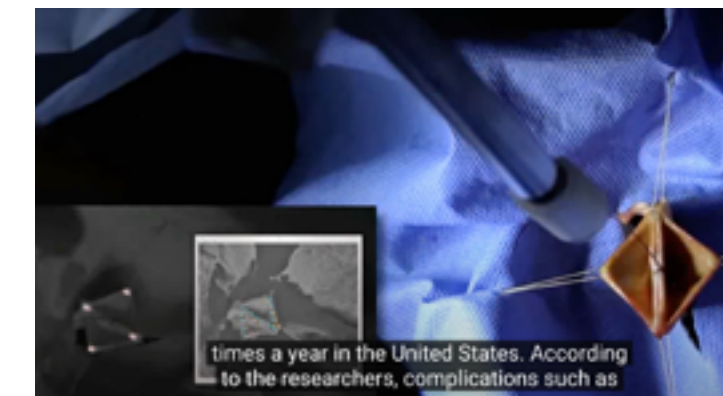 times a year in the United States. According
to the researchers, complications such as